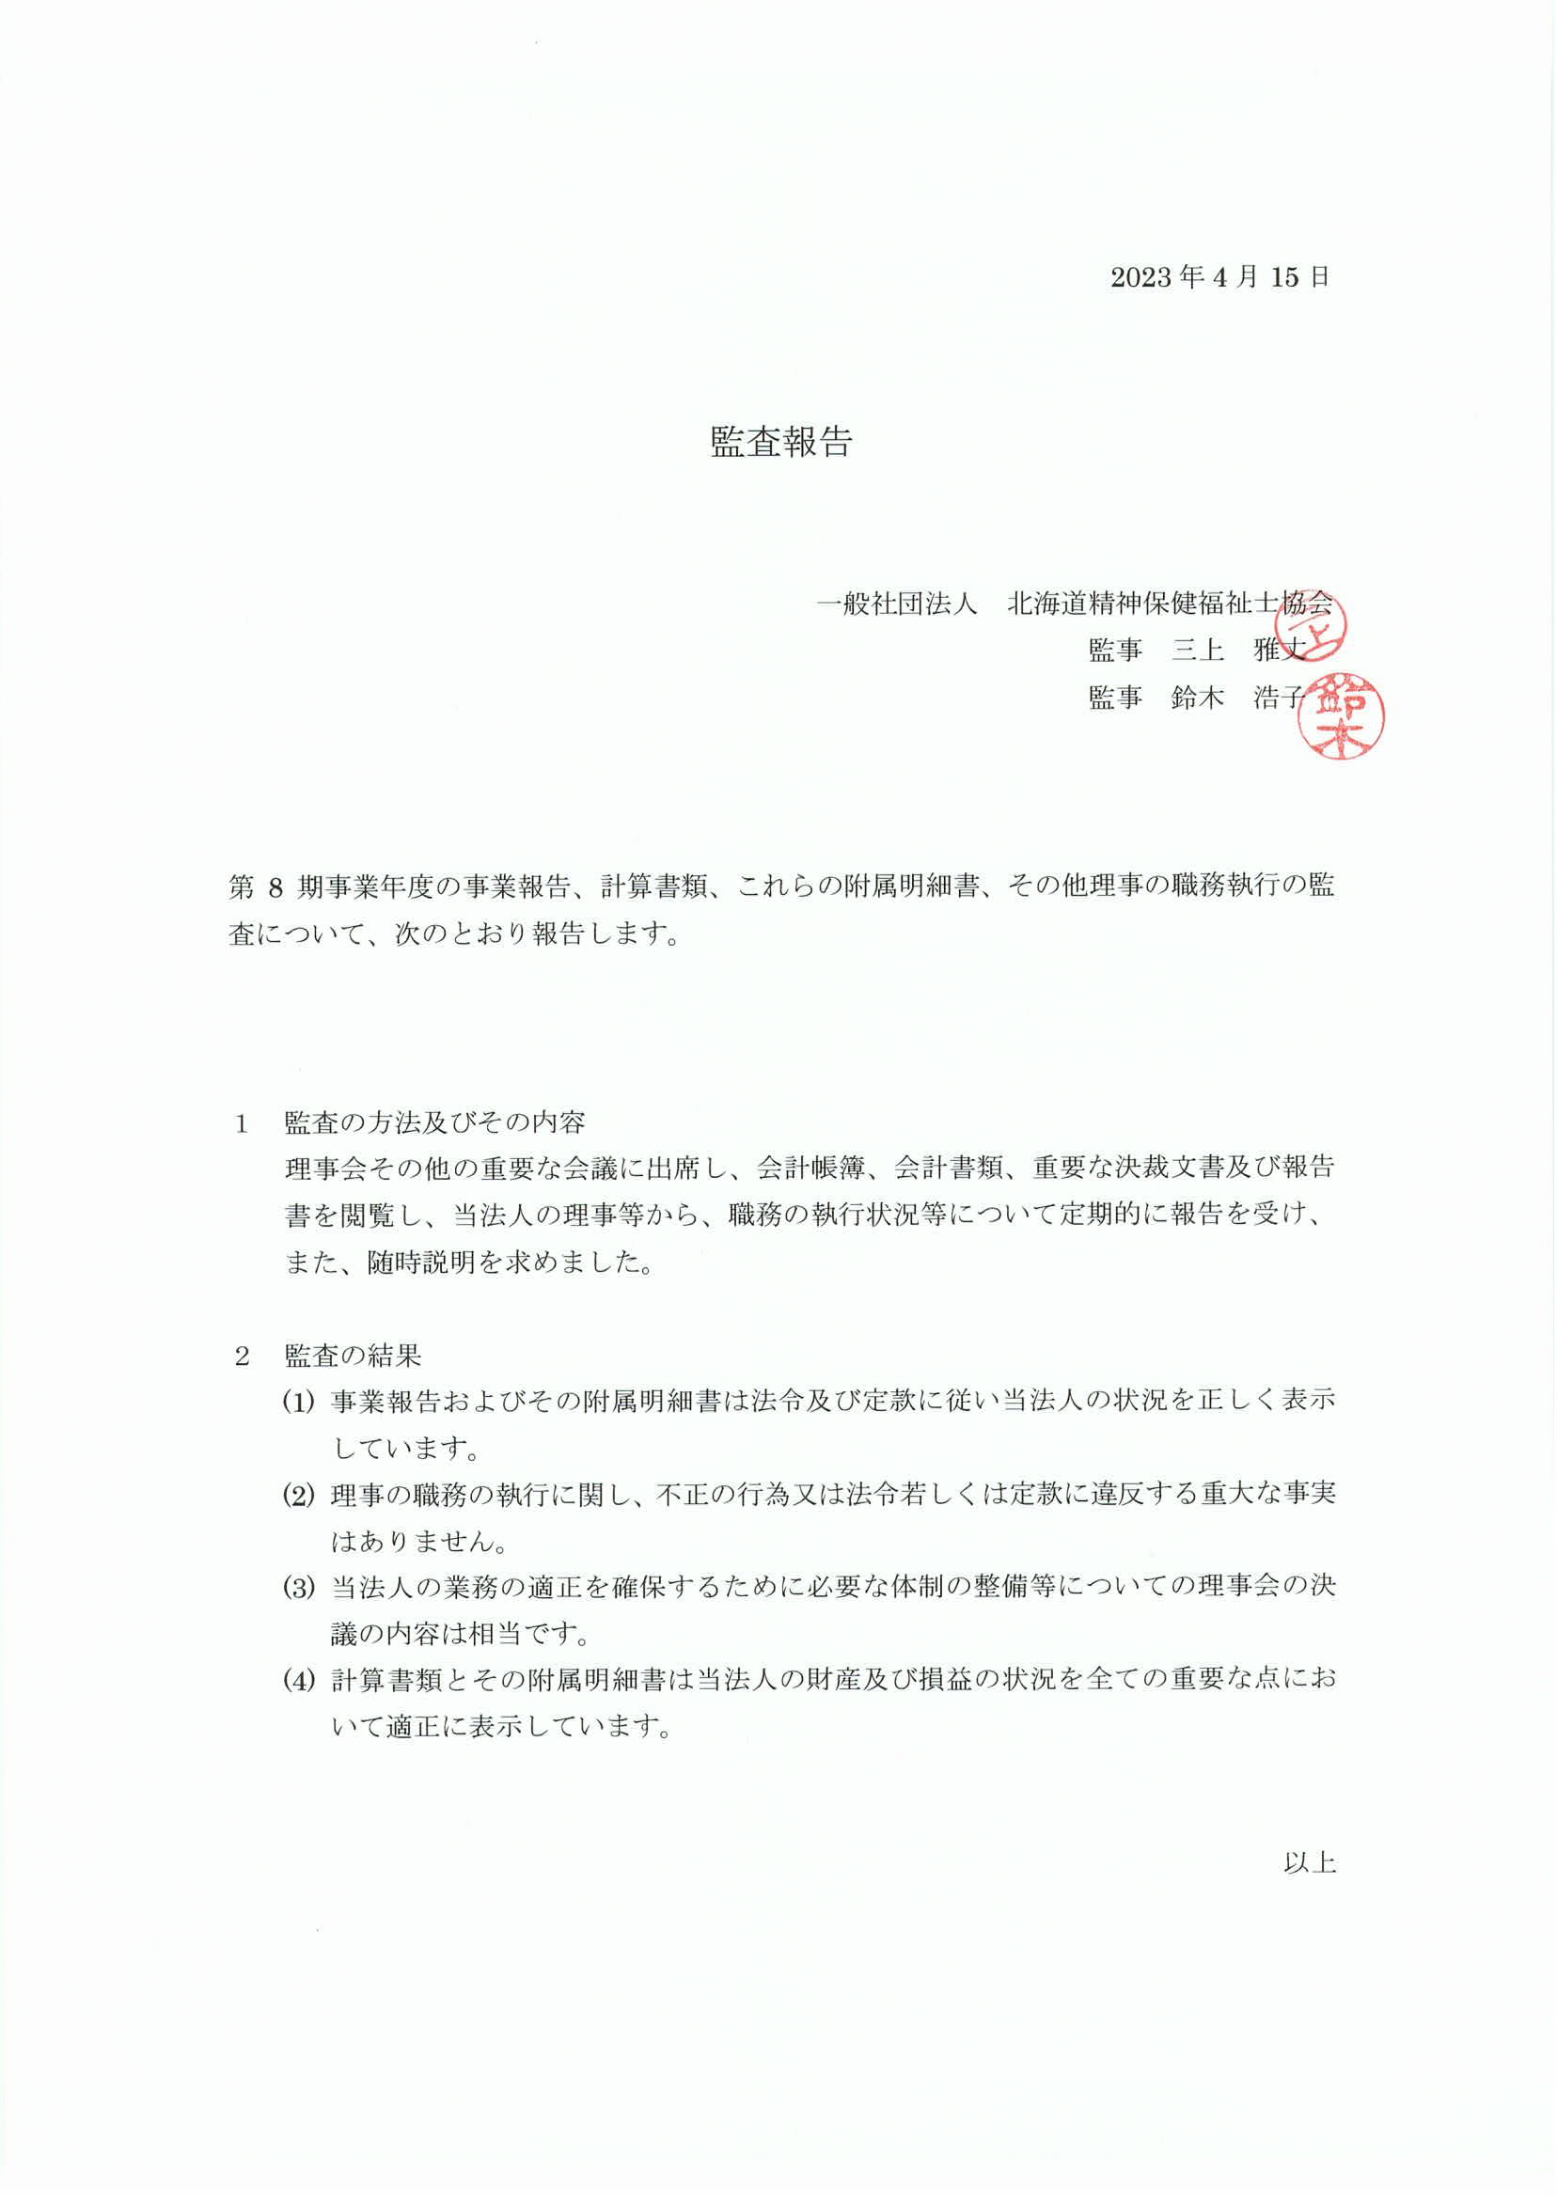 2023年4月15日
監査報告
一般社団法人　北海道精神保健福祉士協会
監事　三上　雅丈
三上
監事　鈴木　浩子
鈴木
第8期事業年度の事業報告、計算書類、これらの附属明細書、その他理事の職務執行の監
査について、次のとおり報告します。
1　監査の方法及びその内容
理事会その他の重要な会議に出席し、会計帳簿、会計書類、重要な決裁文書及び報告
書を閲覧し、当法人の理事等から、職務の執行状況等について定期的に報告を受け、
また、随時説明を求めました。
2　監査の結果
(1) 事業報告およびその附属明細書は法令及び定款に従い当法人の状況を正しく表示
しています。
(2) 理事の職務の執行に関し、不正の行為又は法令若しくは定款に違反する重大な事実
はありません。
(3) 当法人の業務の適正を確保するために必要な体制の整備等についての理事会の決
議の内容は相当です。
(4) 計算書類とその附属明細書は当法人の財産及び損益の状況を全ての重要な点にお
いて適正に表示しています。
以上